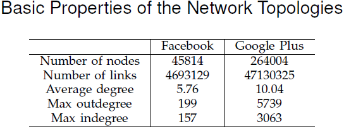 Basic Properties of the Network Topologies
Facebook Google Plus
Number of nodes 45814 264004
Number of links 4693129 47130325
Average degree 5.76 10.04
Max outdegree 199 5739
Max indegree 157 3063